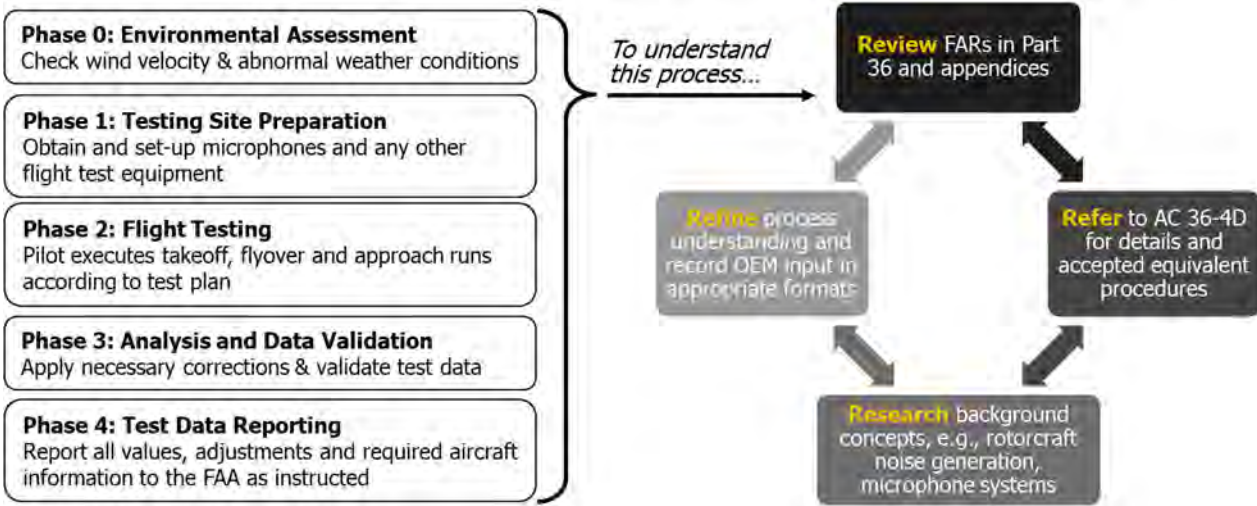 Phase 0: Environmental Assessment
Check wind velocity & abnormal weather conditions
Phase 1: Testing Site Preparation
Obtain and set-up microphones and any other
flight test equipment
Phase 2: Flight Testing
Pilot executes takeoff, flyover and approach runs
according to test plan
Phase 3: Analysis and Data Validation
Apply necessary corrections & validate test data
Phase 4: Test Data Reporting
Report all values, adjustments and required aircraft
information to the FAA as instructed
To understand
this process...
Review FARs in Part
36 and appendices
Refer to AC 36-4D
for details and
accepted equivalent
procedures
Research background
concepts, e.g., rotorcraft
noise generation,
microphone systems
Refine process
understanding and
record OEM input in
appropriate formats